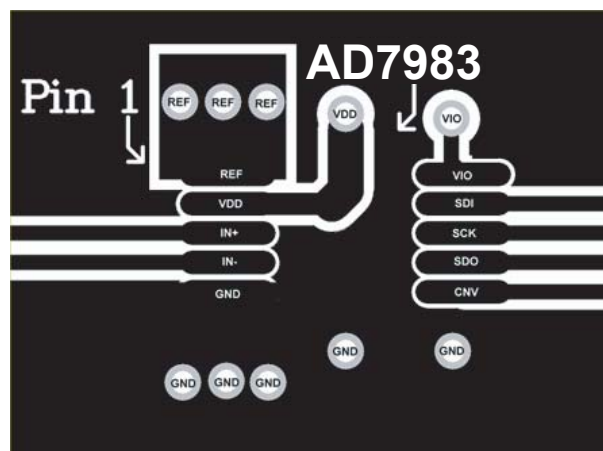 AD7983
Pin 1
REF REF REF
VDD
VIO
REF
VIO
VDD
SDI
IN+
SCK
IN-
SDO
GND
CNV
GND
GND
GND GND GND